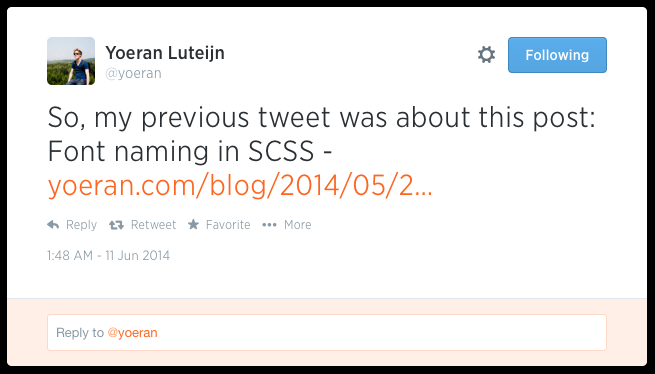 Yoeran Luteijn
@yoeran
Following
So, my previous tweet was about this post:
Font naming in SCSS -
yoeran.com/blog/2014/05/2...
Reply Retweet Favorite More
1:48 AM - 11 Jun 2014
Reply to @yoeran